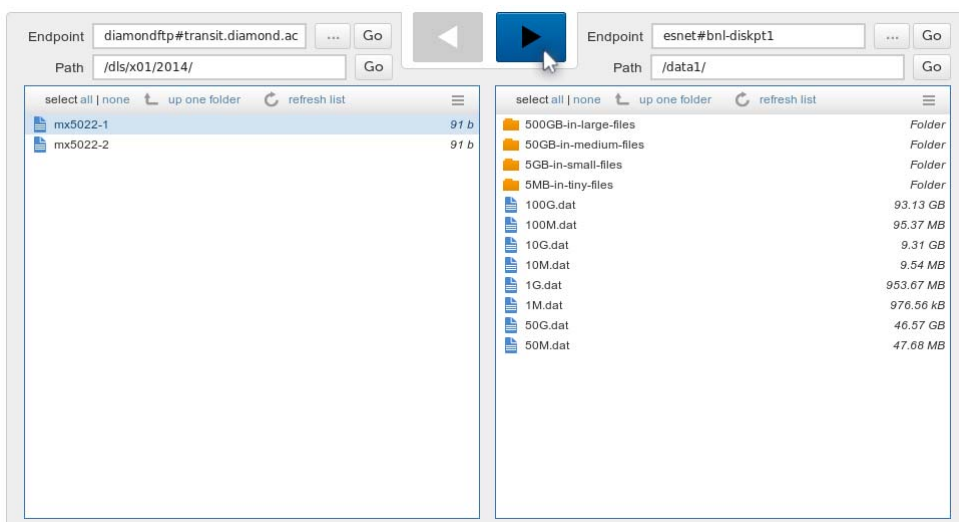 Endpoint diamondftp#transit.diamond.ac ... Go
Path /dls/x01/2014/ Go
select all | none up one folder refresh list
mx5022-1 91 b
mx5022-2 91 b
Endpoint esnet#bnl-diskpt1 ... Go
Path /data1/ Go
select all | none up one folder refresh list
500GB-in-large-files Folder
50GB-in-medium-files Folder
5GB-in-small-files Folder
5MB-in-tiny-files Folder
100G.dat 93.13 GB
100M.dat 95.37 MB
10G.dat 9.31 GB
10M.dat 9.54 MB
1G.dat 953.67 MB
1M.dat 976.56 kB
50G.dat 46.57 GB
50M.dat 47.68 MB